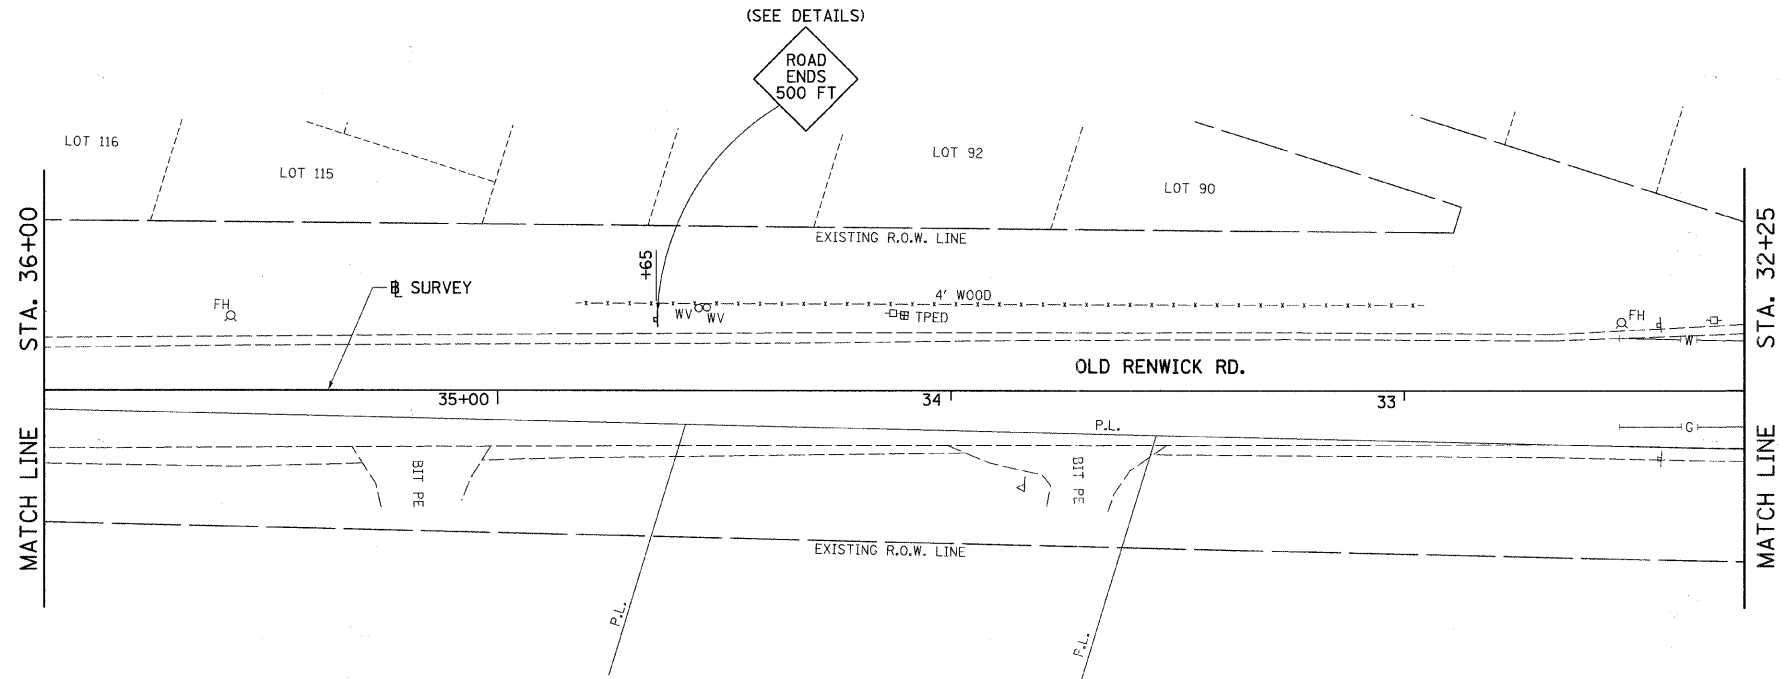 (SEE DETAILS)
ROAD
ENDS
500 FT
LOT 116
LOT 115
LOT 92
LOT 90
STA. 36+00
STA. 32+25
EXISTING R.O.W. LINE
+65
℄ SURVEY
FH
4' WOOD
WV
WV
TPED
FH
W
OLD RENWICK RD.
35+00
34
33
P.L.
G
MATCH LINE
MATCH LINE
BIT PE
BIT PE
EXISTING R.O.W. LINE
P.L.
P.L.